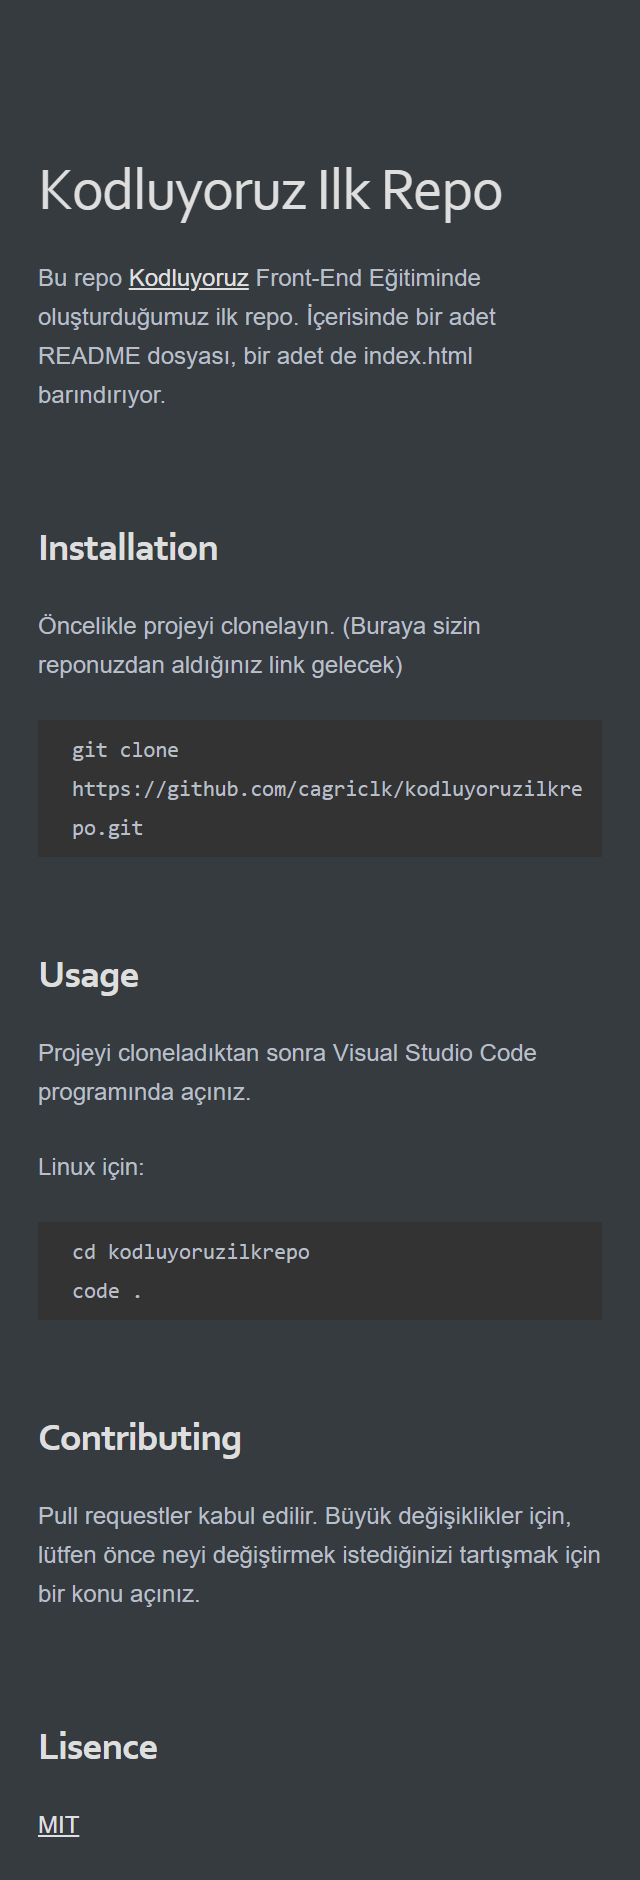 Kodluyoruz Ilk Repo
Bu repo Kodluyoruz Front-End Eğitiminde
oluşturduğumuz ilk repo. İçerisinde bir adet
README dosyası, bir adet de index.html
barındırıyor.
Installation
Öncelikle projeyi clonelayın. (Buraya sizin
reponuzdan aldığınız link gelecek)
git clone
https://github.com/cagriclk/kodluyoruzilkre
po.git
Usage
Projeyi cloneladıktan sonra Visual Studio Code
programında açınız.
Linux için:
cd kodluyoruzilkrepo
code .
Contributing
Pull requestler kabul edilir. Büyük değişiklikler için,
lütfen önce neyi değiştirmek istediğinizi tartışmak için
bir konu açınız.
Lisence
MIT